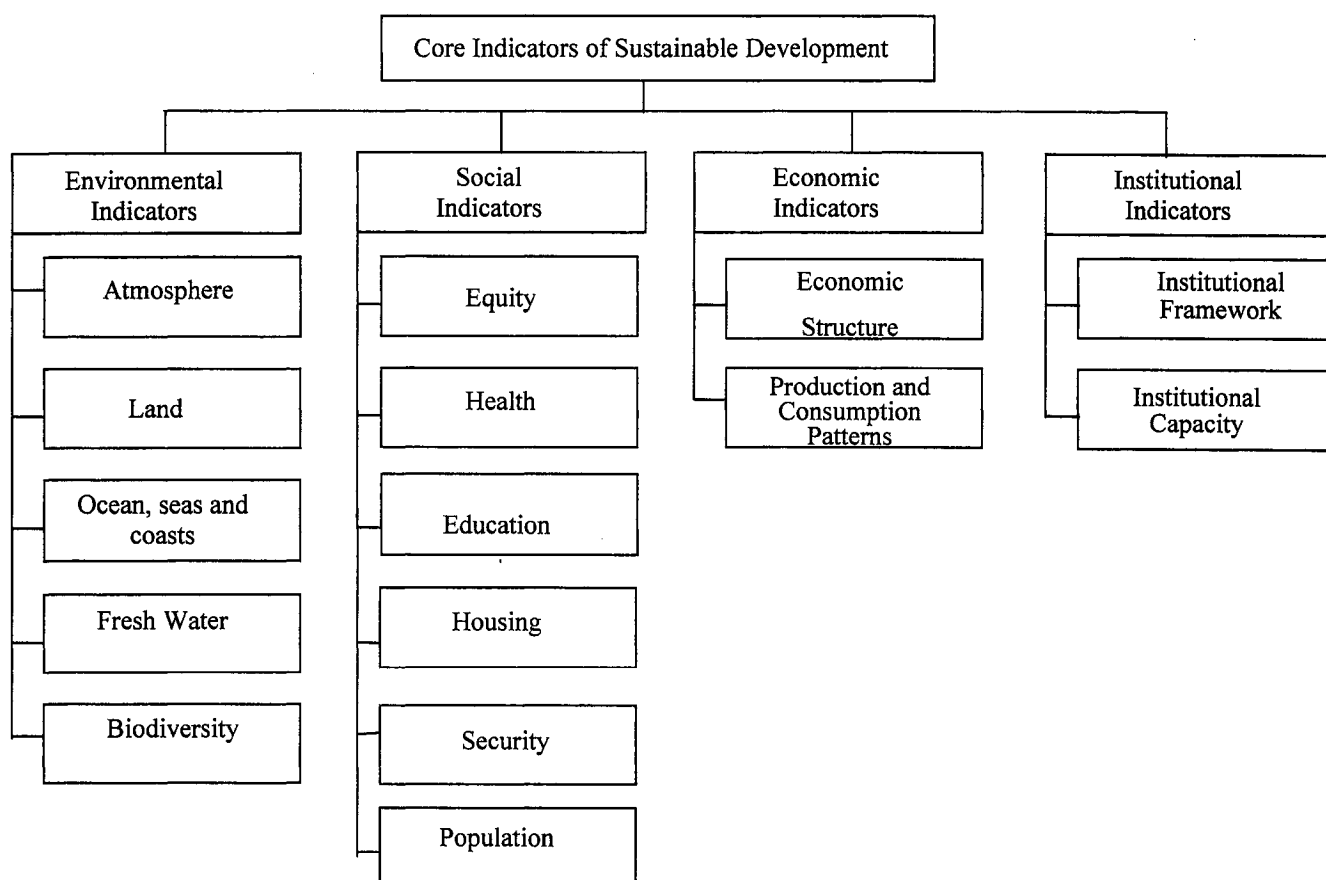 Core Indicators of Sustainable Development
Environmental
Indicators
Atmosphere
Land
Ocean, seas and
coasts
Fresh Water
Biodiversity
Social
Indicators
Equity
Health
Education
Housing
Security
Population
Economic
Indicators
Economic
Structure
Production and
Consumption
Patterns
Institutional
Indicators
Institutional
Framework
Institutional
Capacity